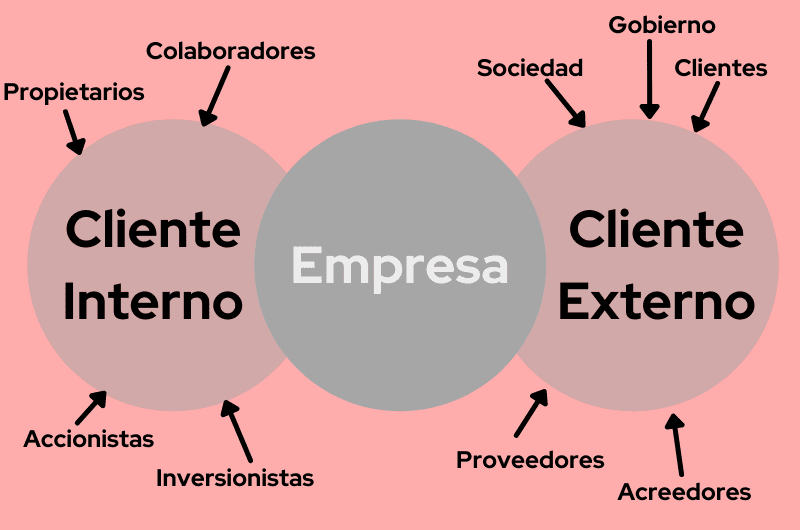 Gobierno
Colaboradores
Sociedad
Clientes
Propietarios
Cliente
Interno
Empresa
Cliente
Externo
Accionistas
Inversionistas
Proveedores
Acreedores